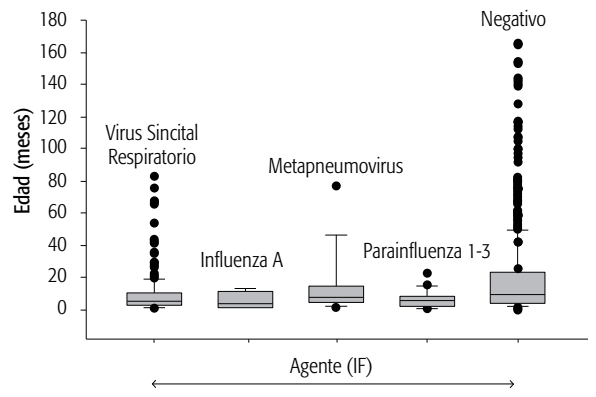 180
160
140
120
100
80
60
40
20
0
Edad (meses)
Negativo
Virus Sincital
Respiratorio
Metapneumovirus
Influenza A
Parainfluenza 1-3
Agente (IF)